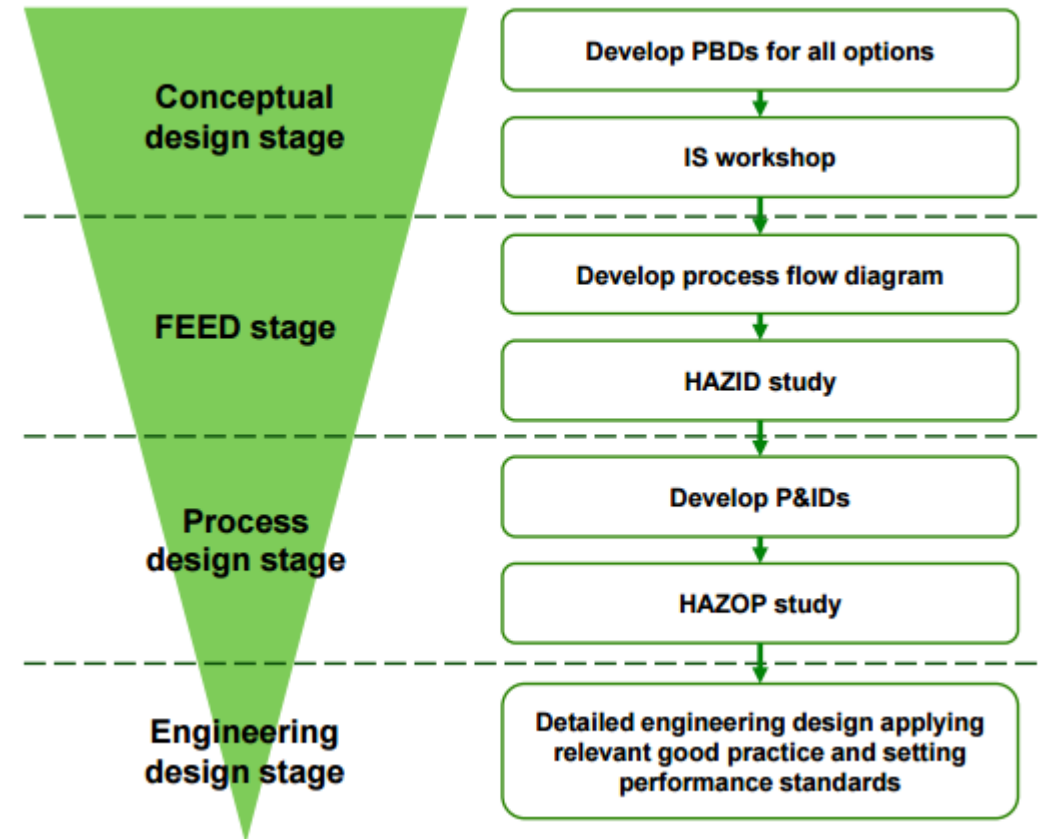 Conceptual
design stage
Develop PBDs for all options
IS workshop
FEED stage
Develop process flow diagram
HAZID study
Process
design stage
Develop P&IDs
HAZOP study
Engineering
design stage
Detailed engineering design applying
relevant good practice and setting
performance standards